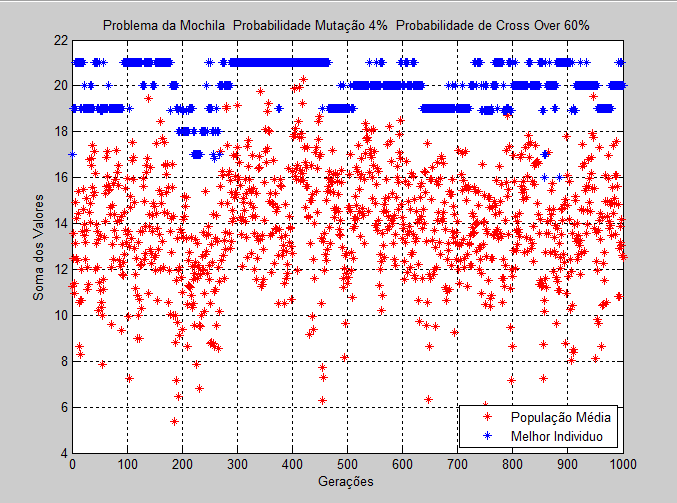 Problema da Mochila  Probabilidade Mutação 4%  Probabilidade de Cross Over 60%
22
20
18
16
14
12
10
8
6
4
Soma dos Valores
0 100 200 300 400 500 600 700 800 900 1000
Gerações
População Média
Melhor Individuo